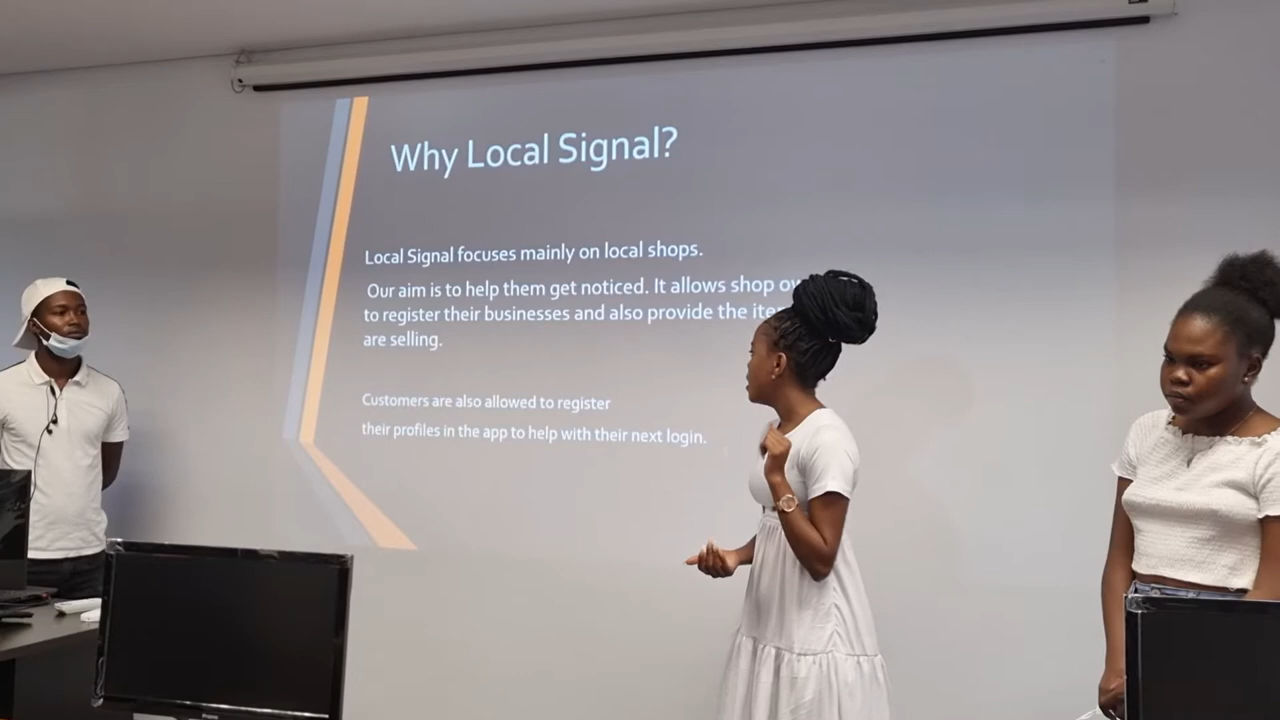 Why Local Signal?
Local Signal focuses mainly on local shops.
Our aim is to help them get noticed. It allows shop
to register their businesses and also provide the
are selling.
Customers are also allowed to register
their profiles in the app to help with their next login.